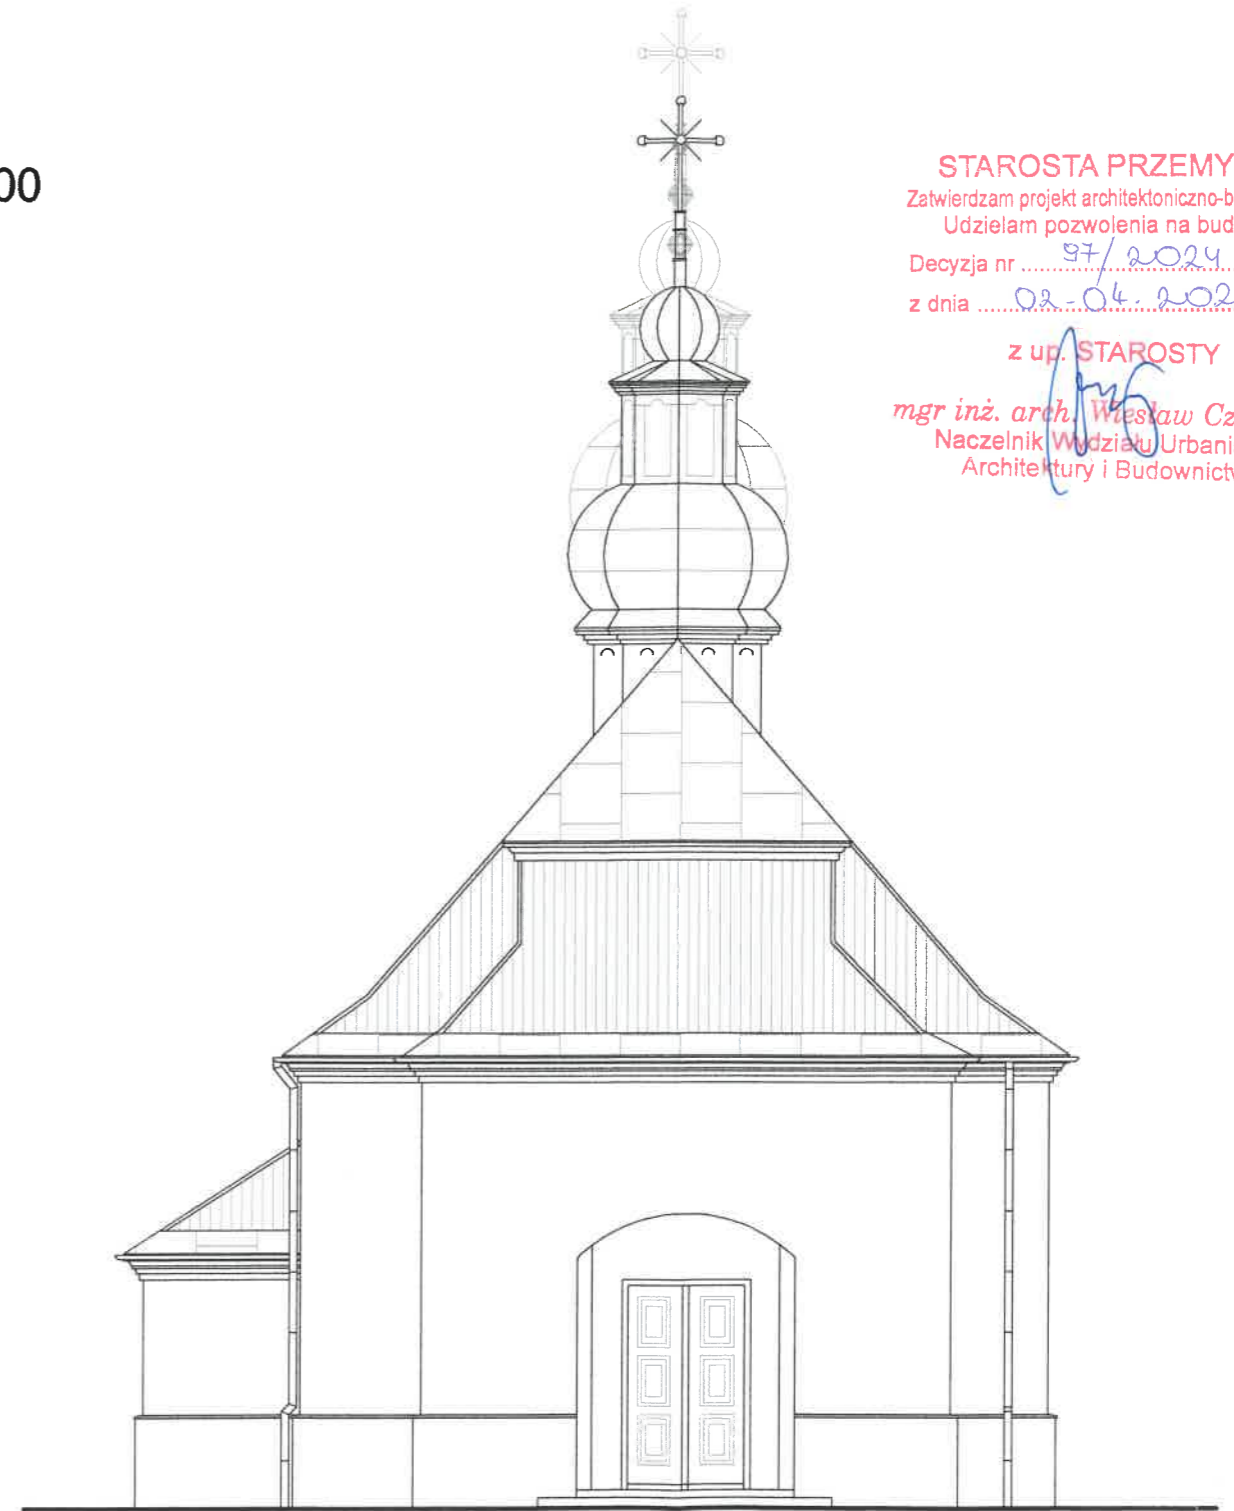 00
STAROSTA PRZEMY
Zatwierdzam projekt architektoniczno-b
Udzielam pozwolenia na bud
Decyzja nr ........ 97/2024
z dnia ..... 02-04.202
z up. STAROSTY
mgr inż. arch. Wiesław Cz
Naczelnik Wydziału Urbani
Architektury i Budownictw